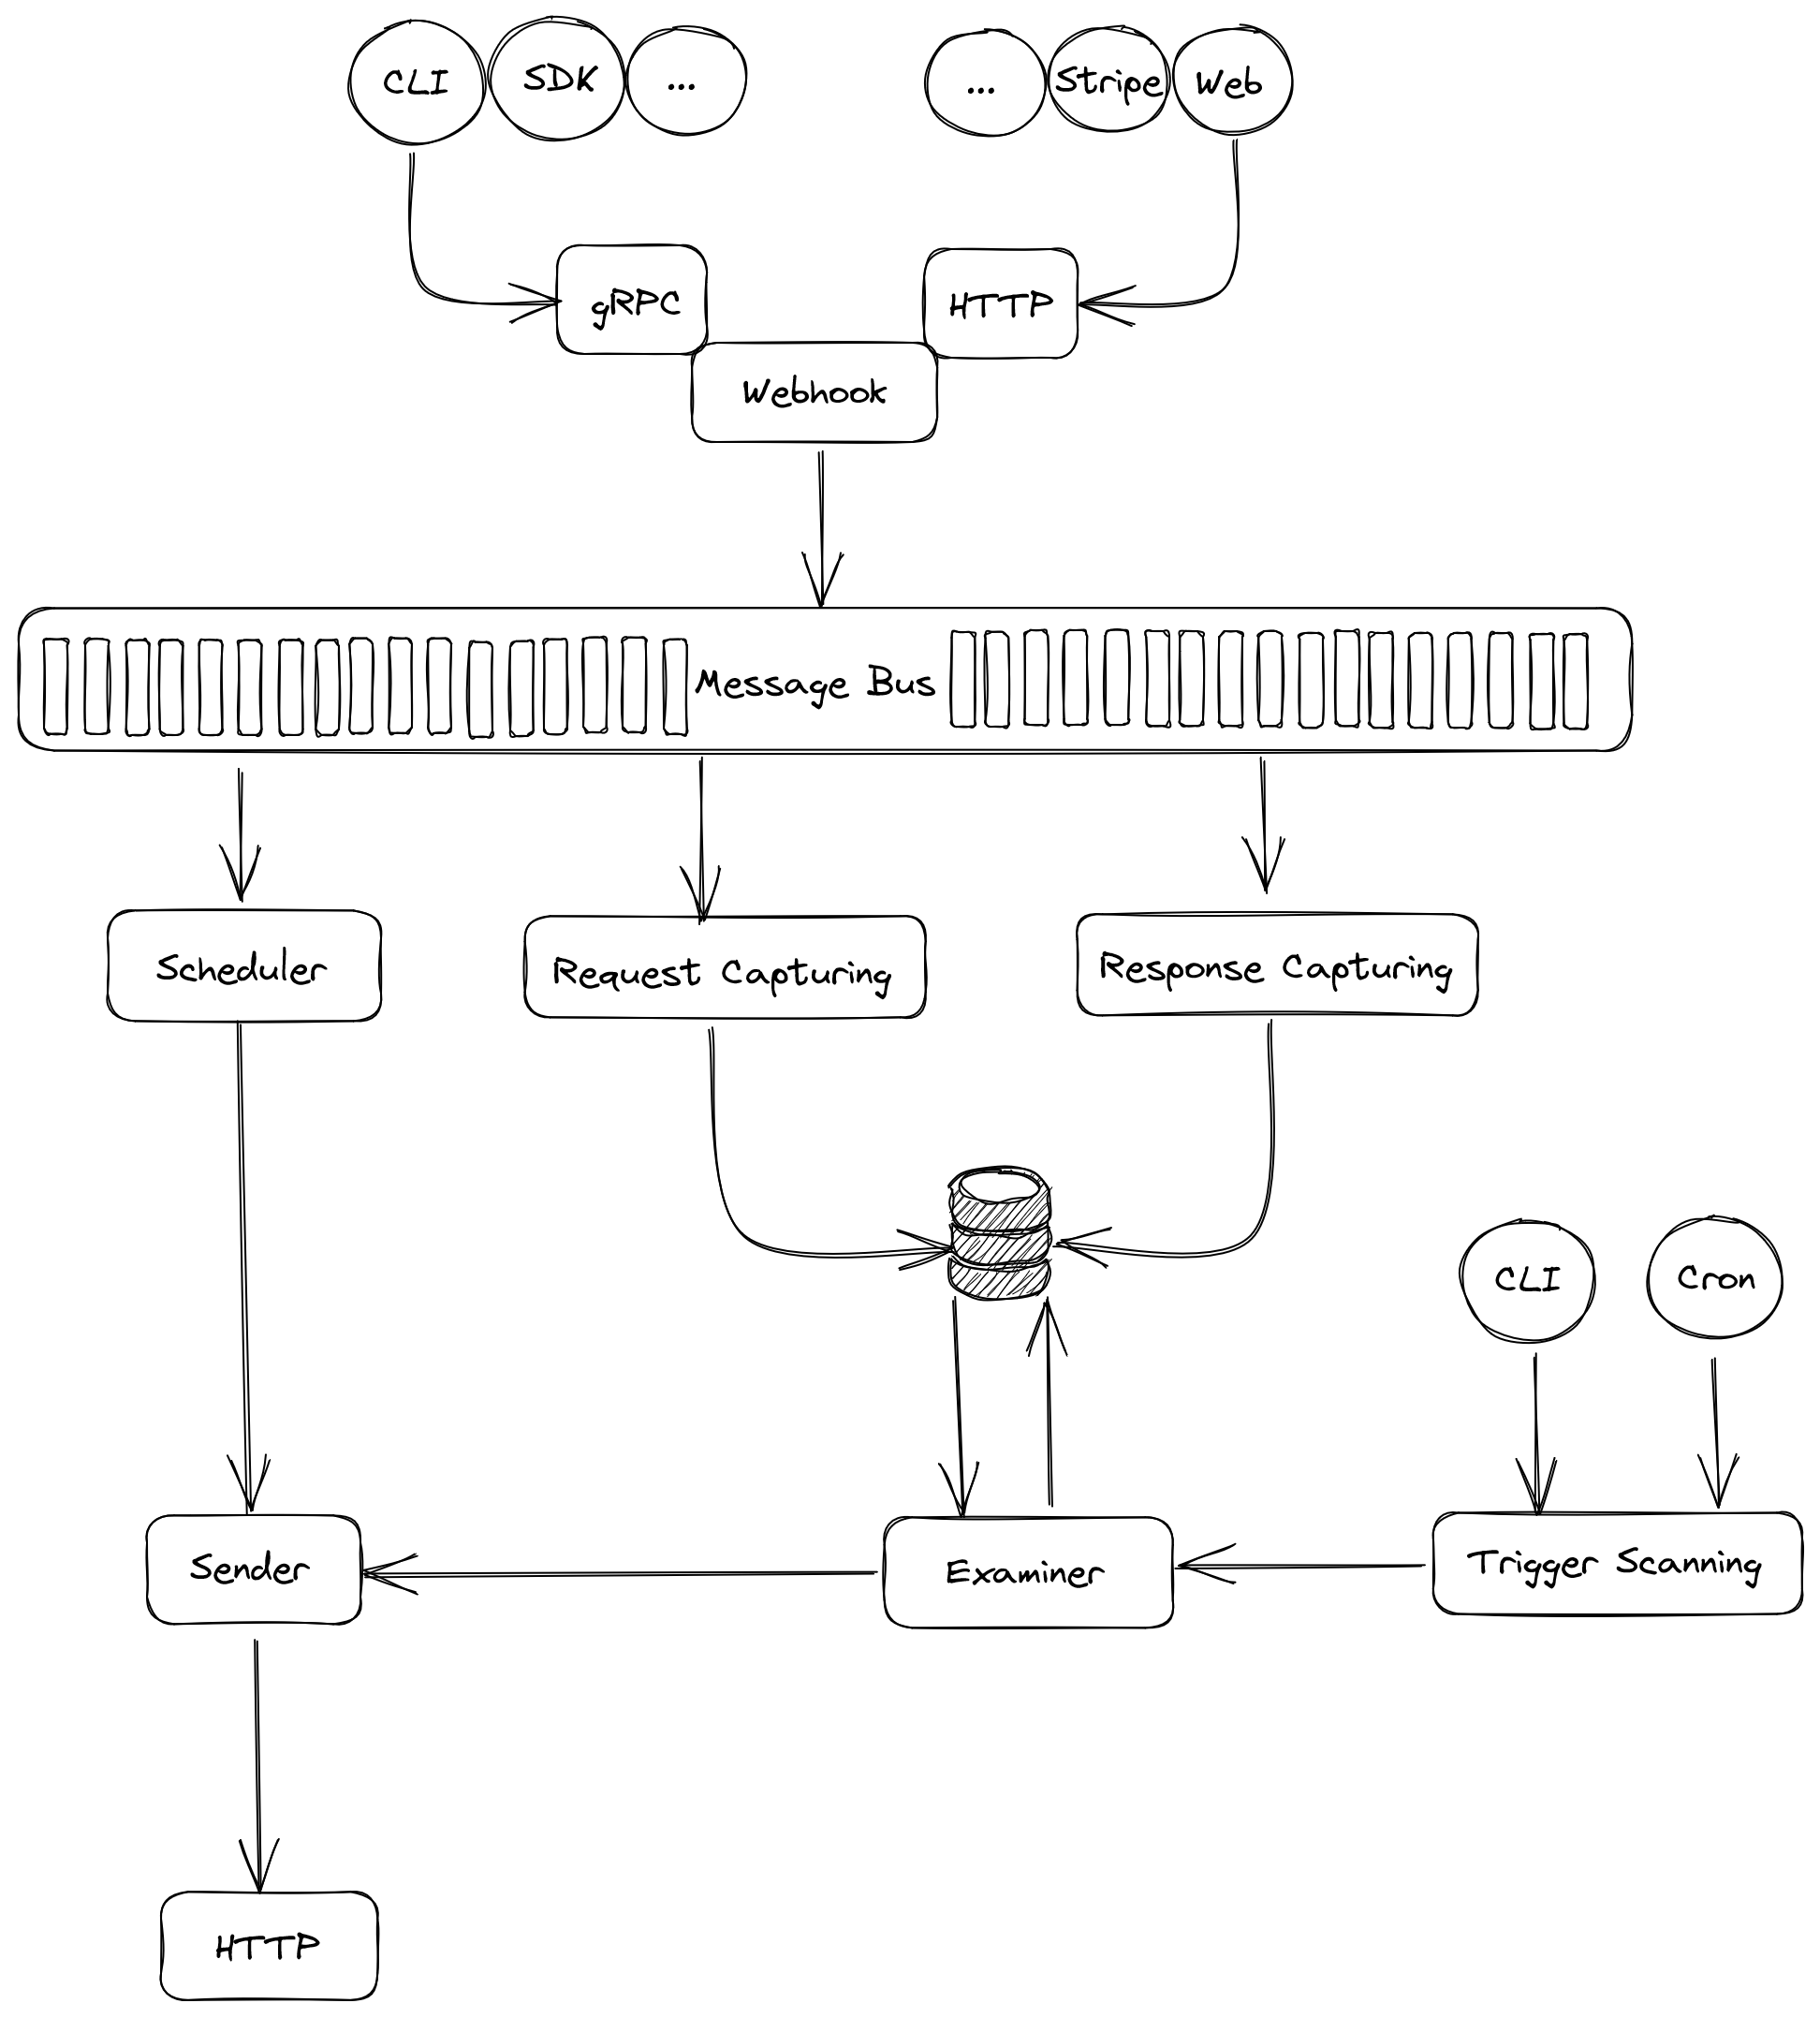 CLI
SDK
...
...
Stripe
Web
gRPC
HTTP
Webhook
Message Bus
Scheduler
Request Capturing
Response Capturing
CLI
Cron
Sender
Examiner
Trigger Scanning
HTTP